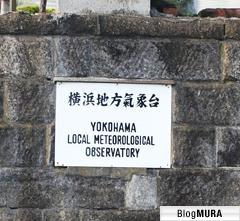 横浜地方氣象台
YOKOHAMA
LOCAL METEOROLOGICAL
OBSERVATORY
BlogMURA